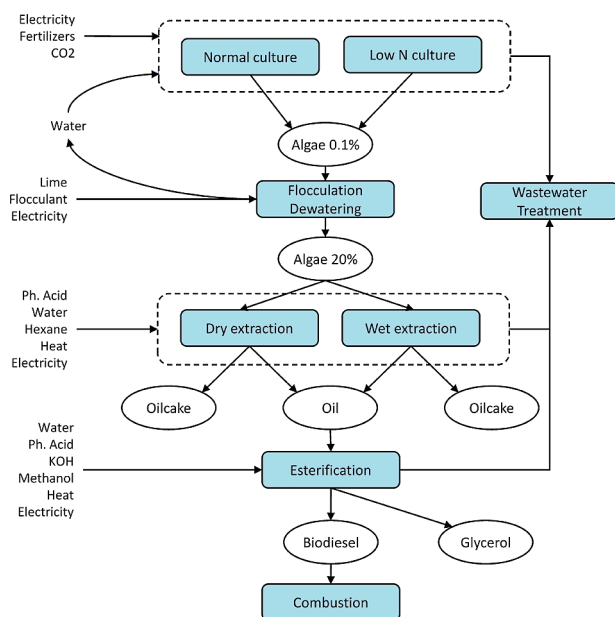 Electricity
Fertilizers
CO2
Normal culture
Low N culture
Water
Algae 0.1%
Lime
Flocculant
Electricity
Flocculation
Dewatering
Wastewater
Treatment
Algae 20%
Ph. Acid
Water
Hexane
Heat
Electricity
Dry extraction
Wet extraction
Oilcake
Oil
Oilcake
Water
Ph. Acid
KOH
Methanol
Heat
Electricity
Esterification
Biodiesel
Glycerol
Combustion